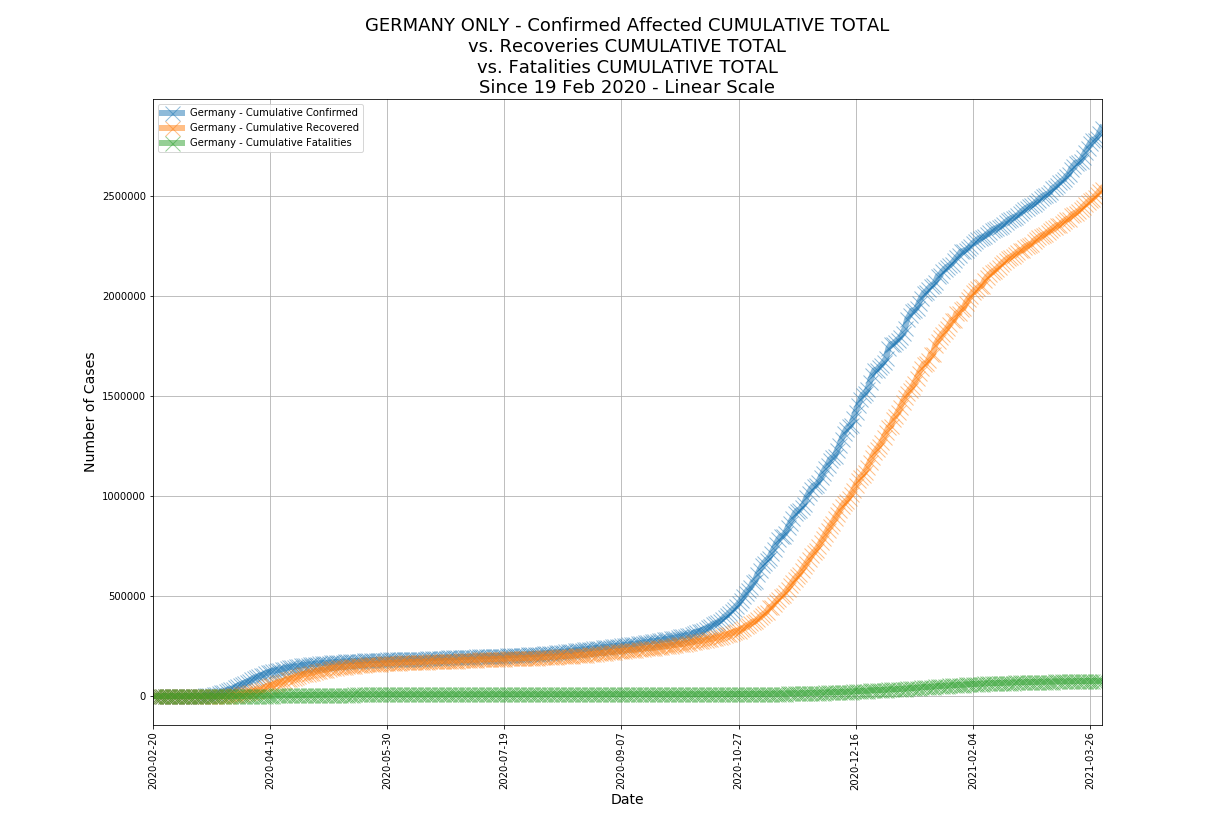 GERMANY ONLY - Confirmed Affected CUMULATIVE TOTAL
vs. Recoveries CUMULATIVE TOTAL
vs. Fatalities CUMULATIVE TOTAL
Since 19 Feb 2020 - Linear Scale
Germany - Cumulative Confirmed
Germany - Cumulative Recovered
Germany - Cumulative Fatalities
Number of Cases
2500000
2000000
1500000
1000000
500000
0
2020-02-20
2020-04-10
2020-05-30
2020-07-19
2020-09-07
2020-10-27
2020-12-16
2021-02-04
2021-03-26
Date